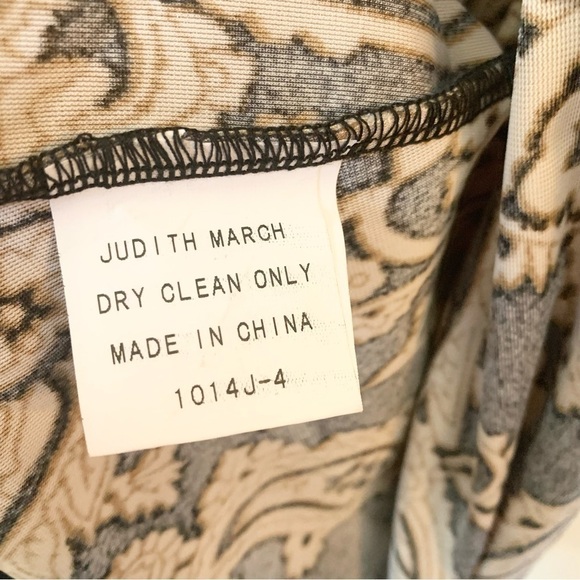 JUDITH MARCH
DRY CLEAN ONLY
MADE IN CHINA
1014J-4